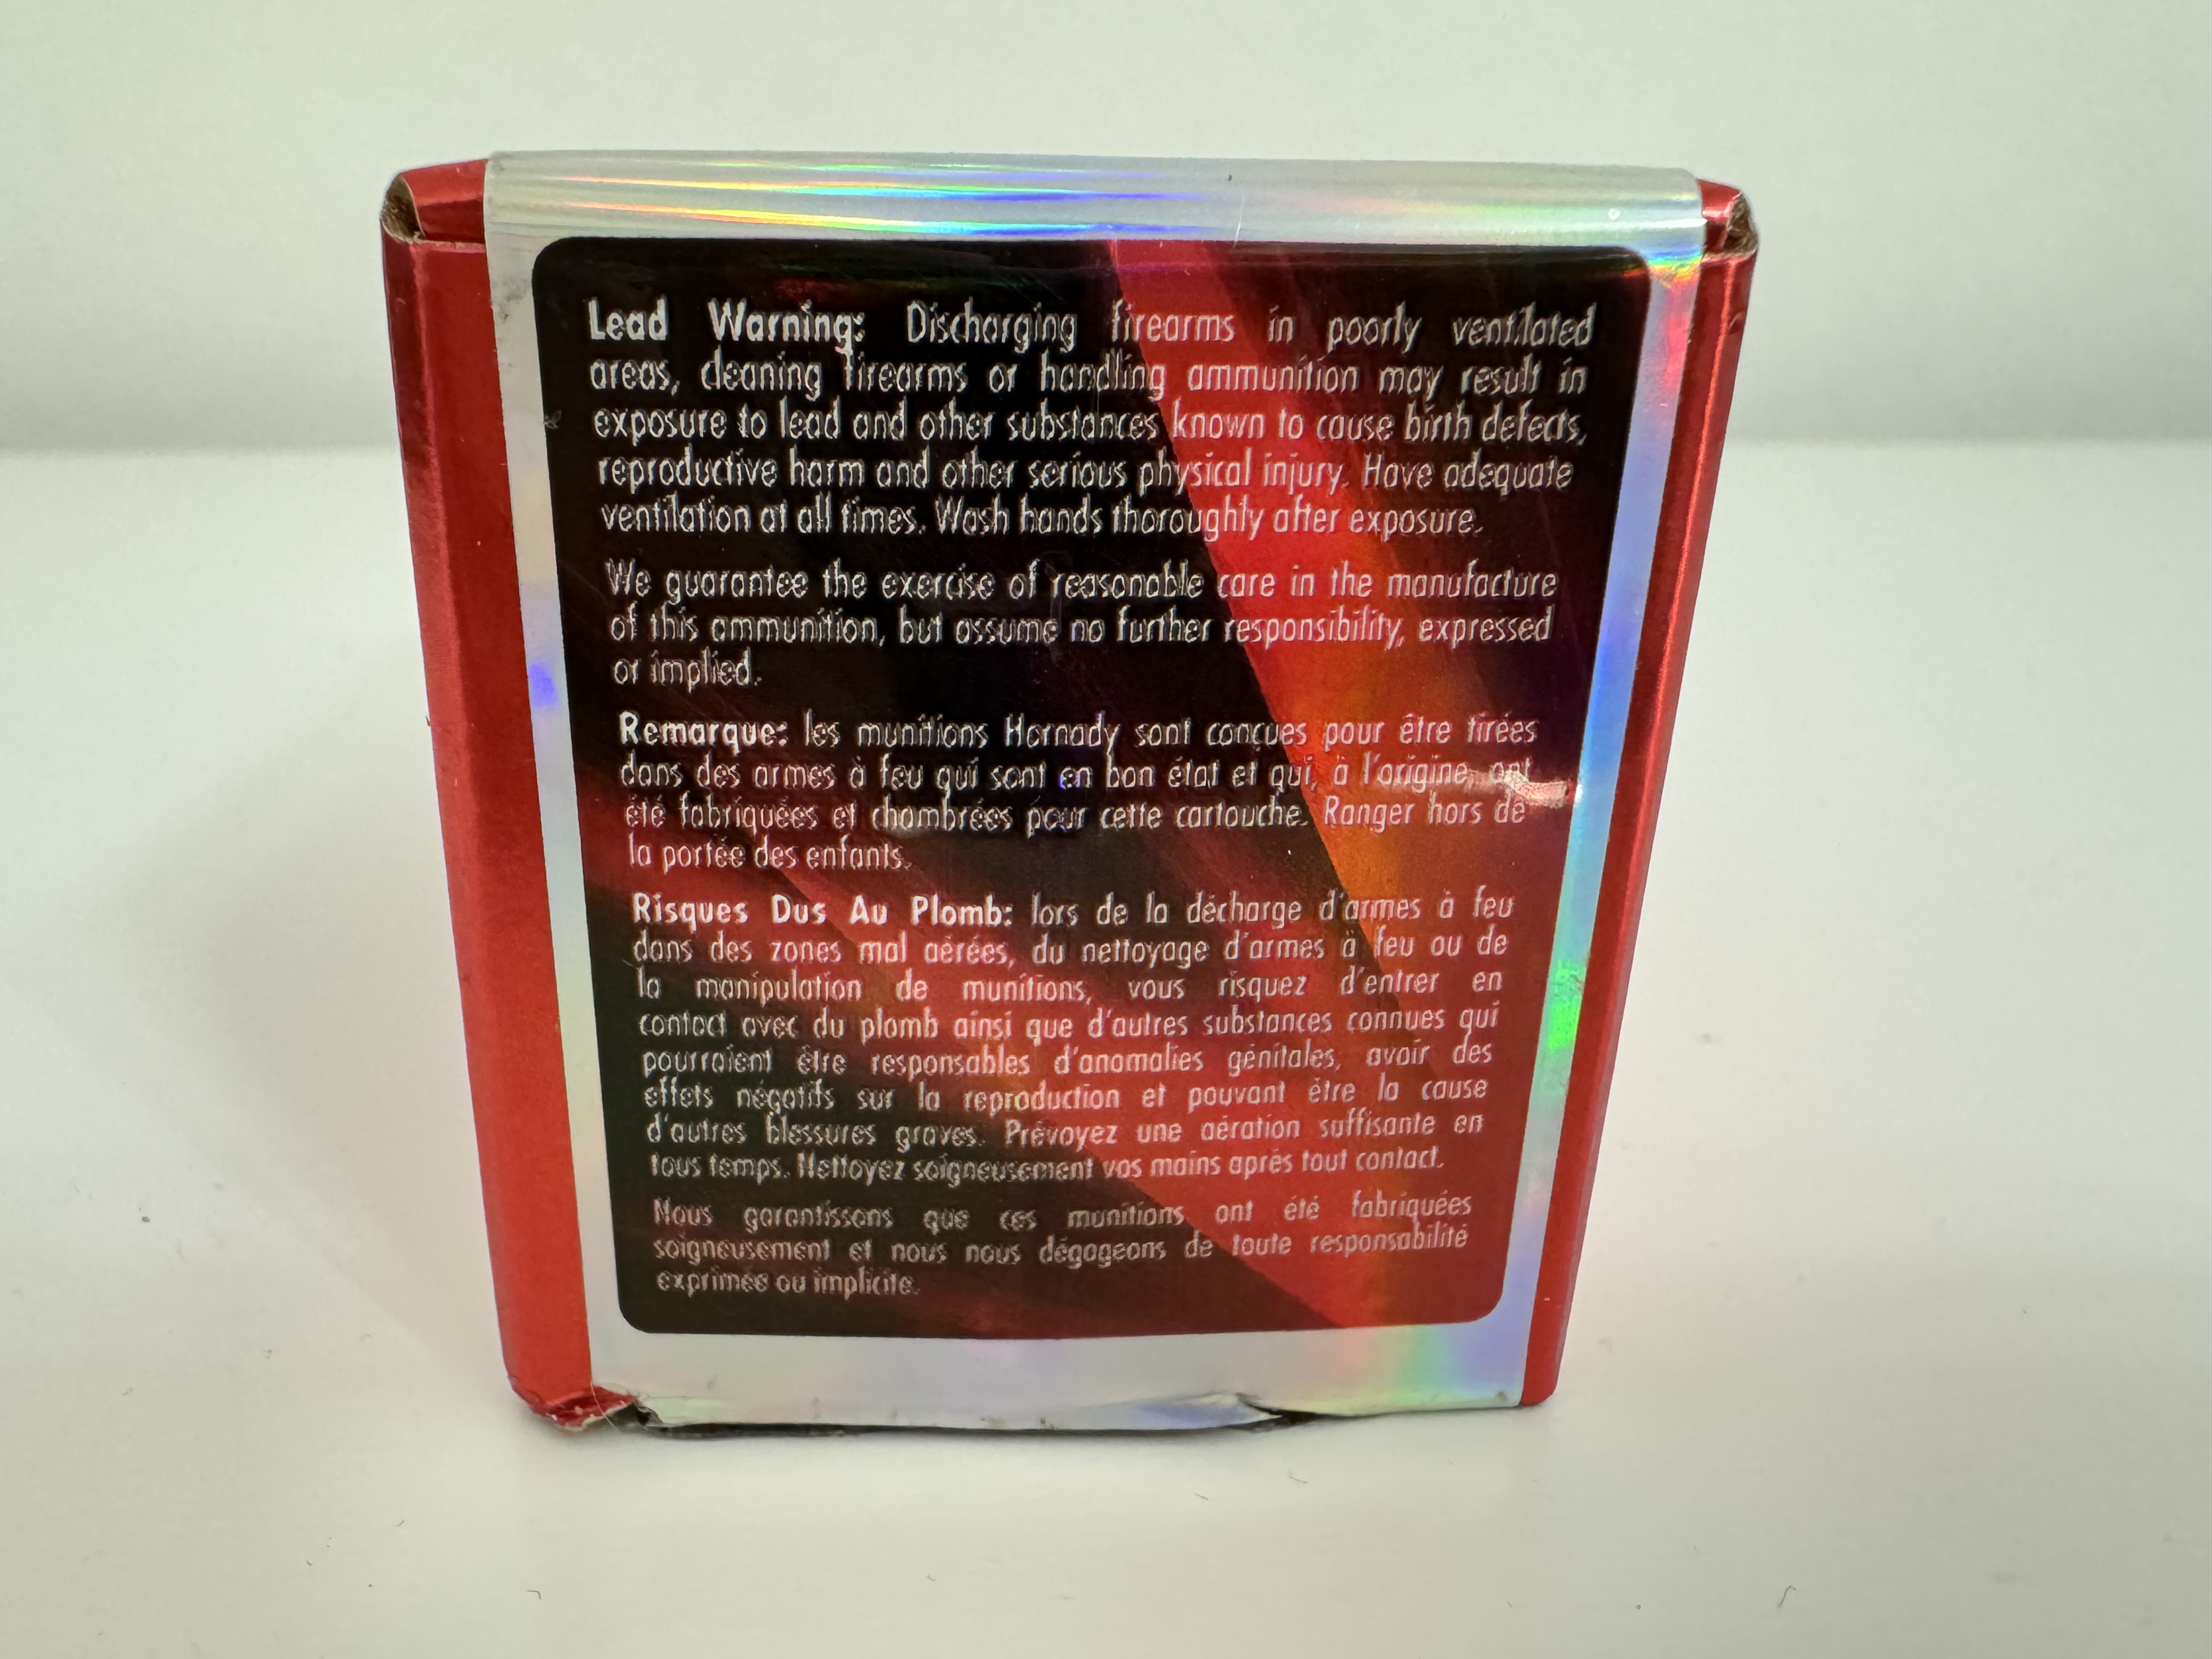 Lead Warning: Discharging firearms in poorly ventilated
areas, cleaning firearms or handling ammunition may result in
exposure to lead and other substances known to cause birth defects,
reproductive harm and other serious physical injury. Have adequate
ventilation at all times. Wash hands thoroughly after exposure.
We guarantee the exercise of reasonable care in the manufacture
of this ammunition, but assume no further responsibility, expressed
or implied.
Remarque: les munitions Hornady sont conçues pour être tirées
dans des armes à feu qui sont en bon état et qui, à l'origine, ont
été fabriquées et chambrées pour cette cartouche. Ranger hors de
la portée des enfants.
Risques Dus Au Plomb: lors de la décharge d'armes à feu
dans des zones mal aérées, du nettoyage d'armes à feu ou de
la manipulation de munitions, vous risquez d'entrer en
contact avec du plomb ainsi que d'autres substances connues qui
pourraient être responsables d'anomalies génitales, avoir des
effets négatifs sur la reproduction et pouvant être la cause
d'autres blessures graves. Prévoyez une aération suffisante en
tous temps. Nettoyez soigneusement vos mains après tout contact.
Nous garantissons que ces munitions ont été fabriquées
soigneusement et nous nous dégageons de toute responsabilité
exprimée ou implicite.